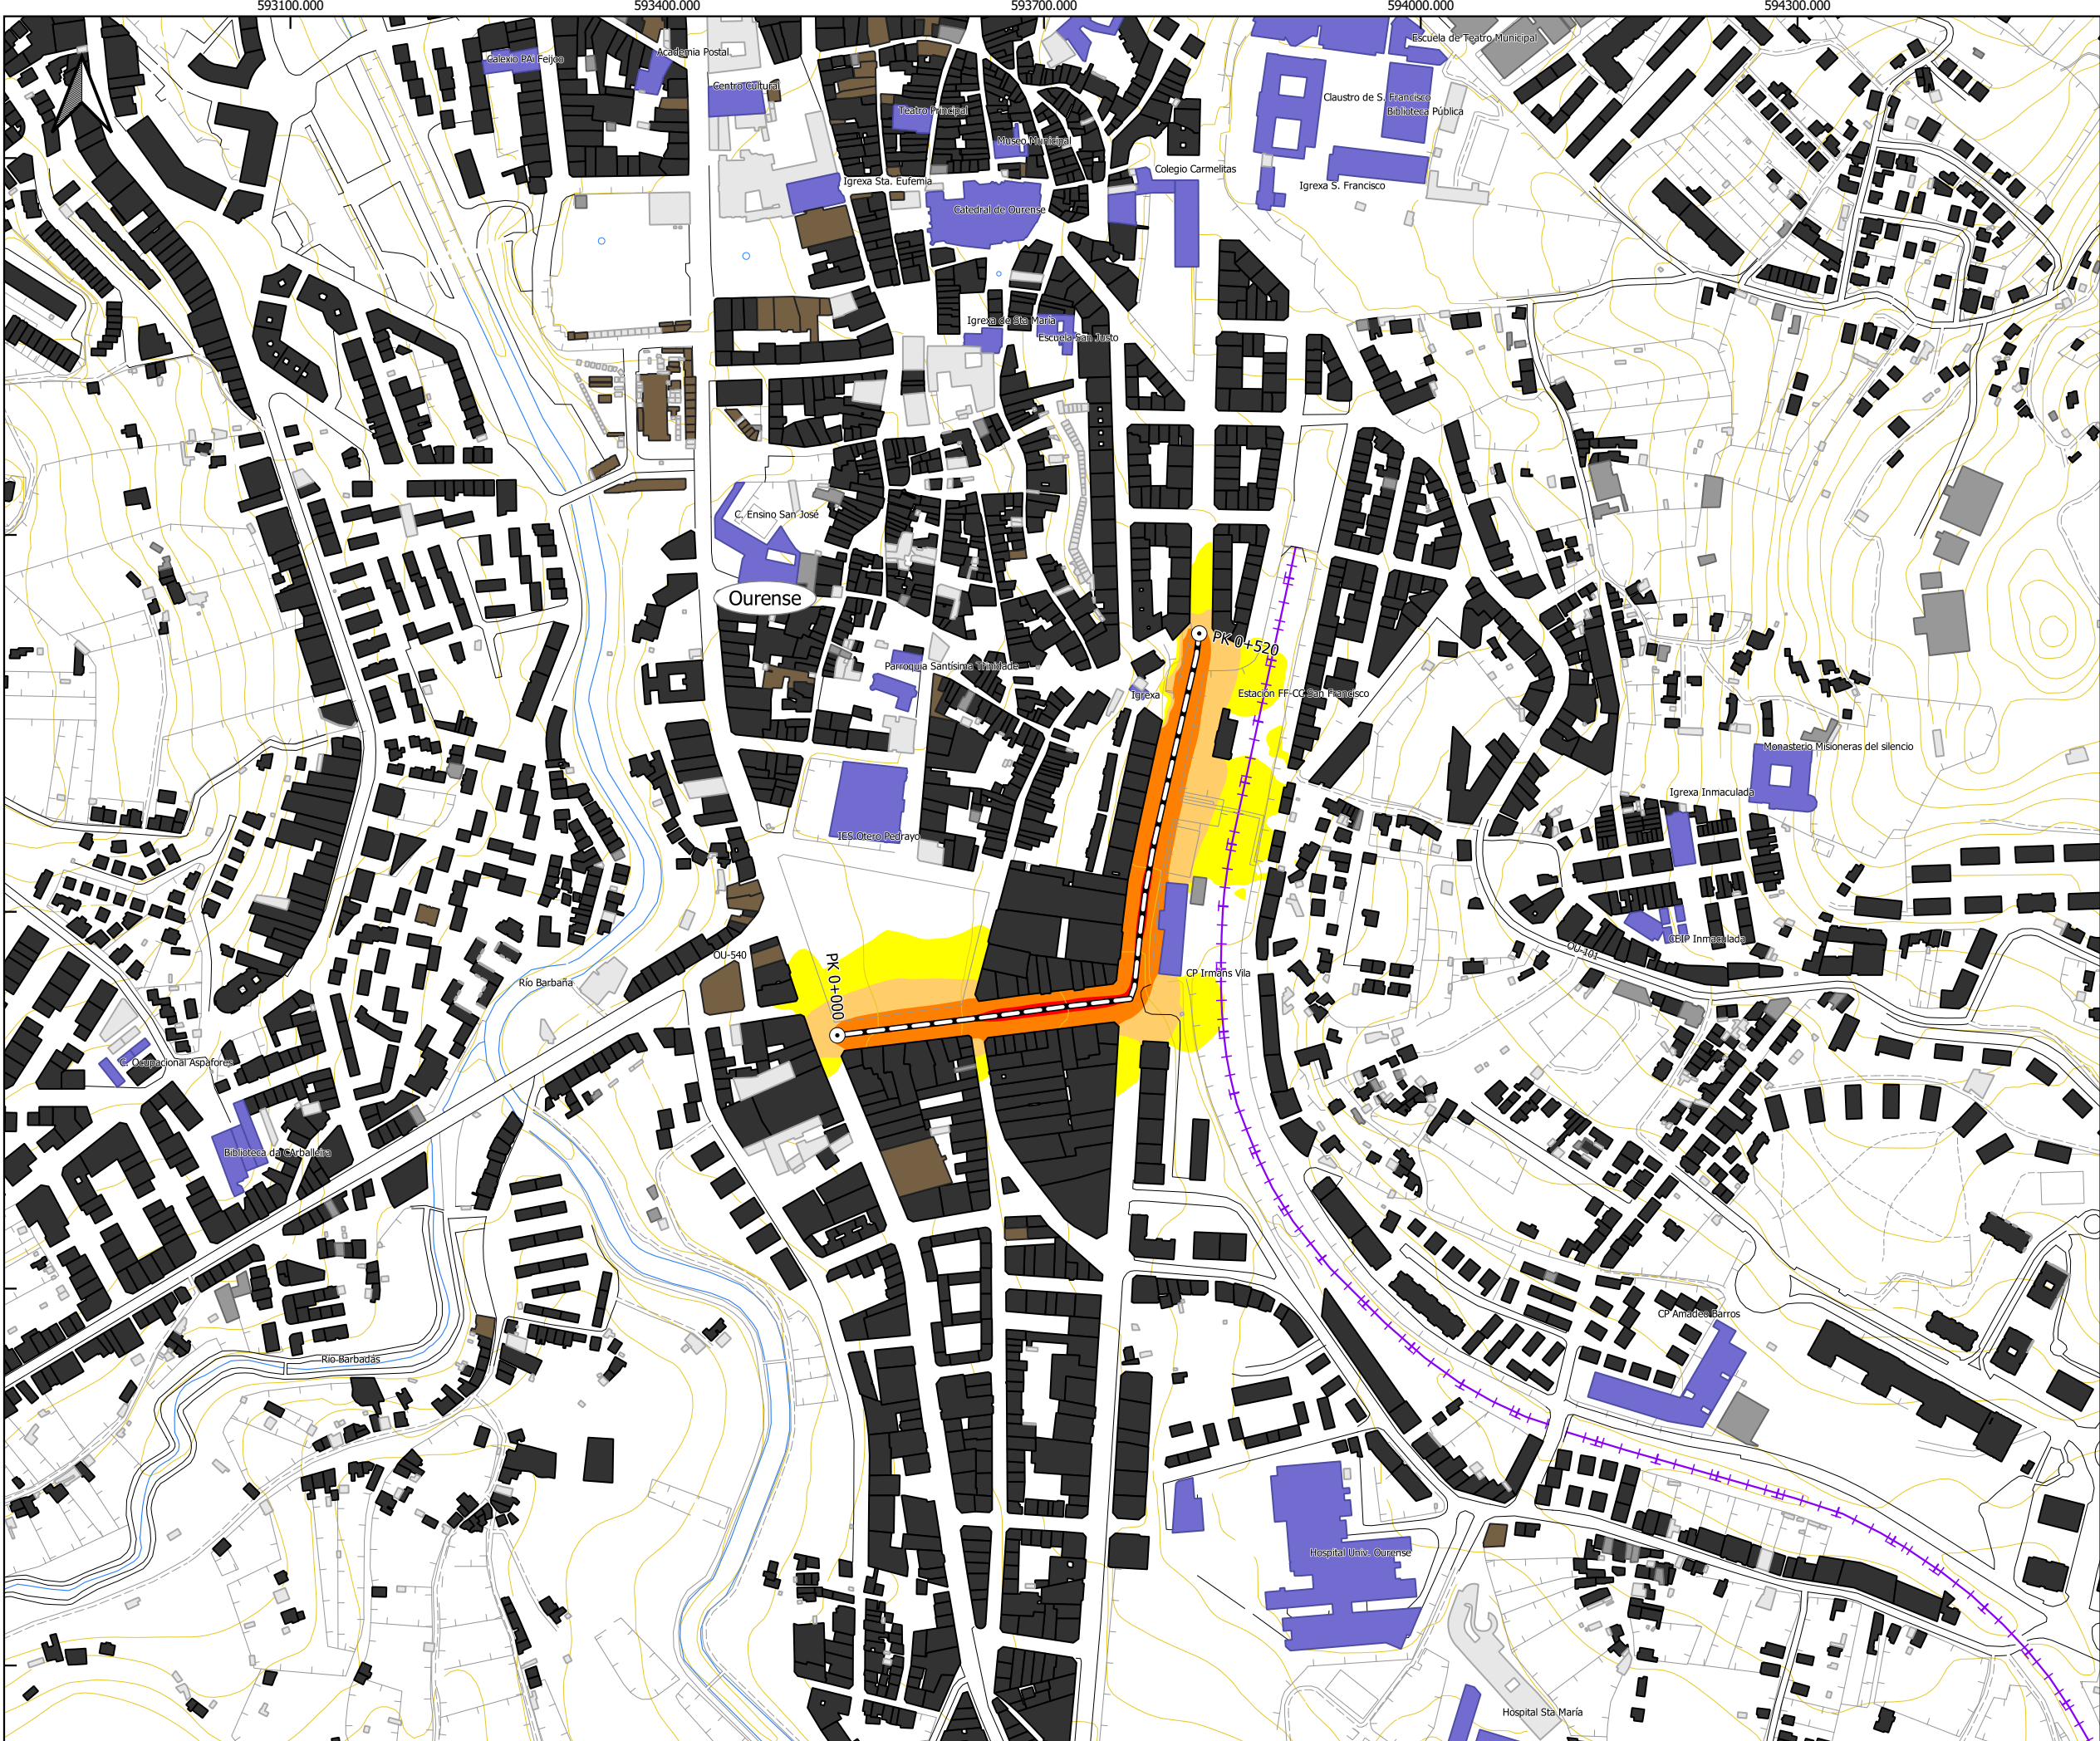 593100.000
593400.000
593700.000
594000.000
594300.000
Escuela de Teatro Municipal
Academia Postal
Calexio PAi Feijoo
Centro Cultural
Claustro de S. Francisco
Teatro Principal
Biblioteca Pública
Museo Municipal
Colegio Carmelitas
Igrexa Sta. Eufemia
Igrexa S. Francisco
Catedral de Ourense
Igrexa de Sta María
Escuela San Justo
C. Ensino San José
Ourense
PK 0+520
Parroquia Santísima Trinidade
Igrexa
Estación FF-CC San Francisco
Monasterio Misioneras del silencio
Igrexa Inmaculada
IES Otero Pedrayo
CEIP Inmaculada
OU-101
OU-540
PK 0+000
CP Irmans Vila
Río Barbaña
C. Ocupacional Aspafores
Biblioteca da CArballeira
CP Amadeo Barros
Río Barbadás
Hospital Univ. Ourense
Hospital Sta María